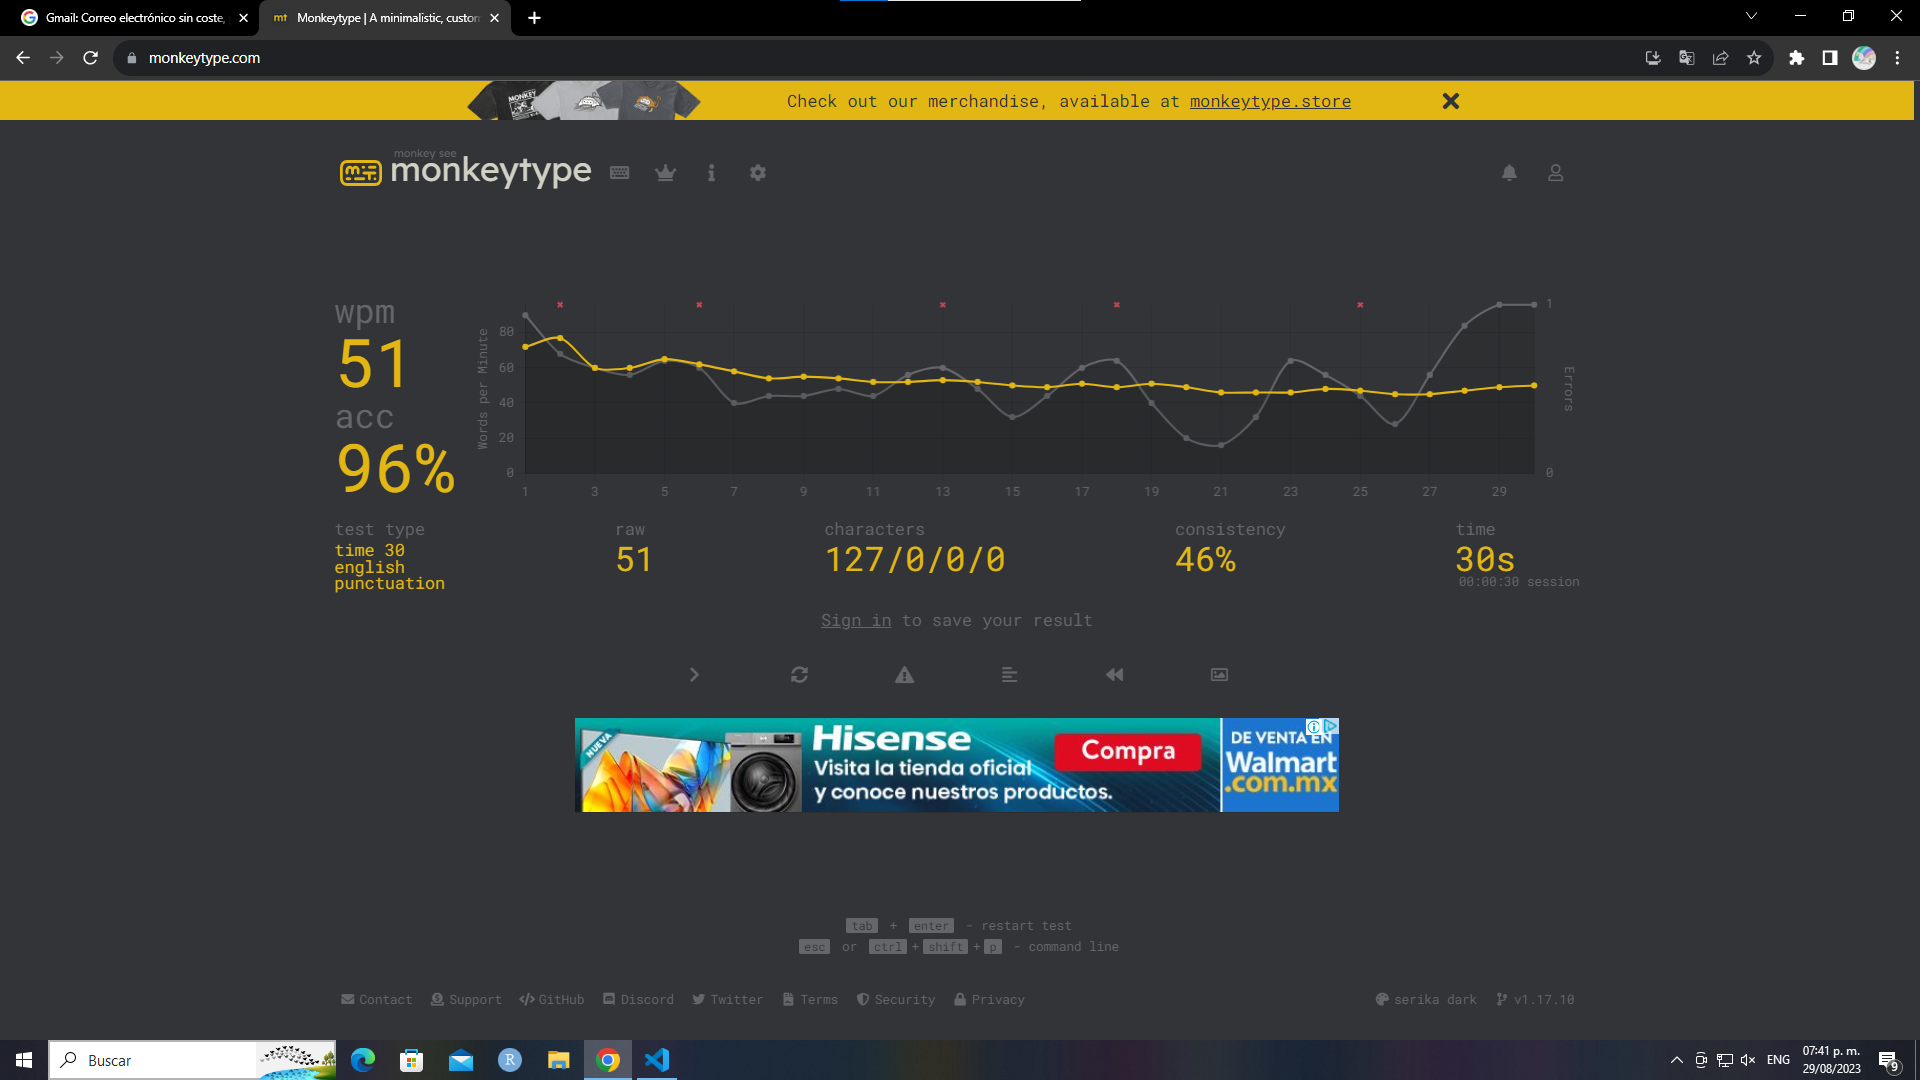 Gmail: Correo electrónico sin coste,
Monkeytype | A minimalistic, custom
monkeytype.com
MONKEY
Check out our merchandise, available at monkeytype.store
monkey see
monkeytype
wpm
51
acc
96%
Words per Minute
80
60
40
20
0
1 3 5 7 9 11 13 15 17 19 21 23 25 27 29
1
0
Errors
test type
time 30
english
punctuation
raw
51
characters
127/0/0/0
consistency
46%
time
30s
00:00:30 session
Sign in to save your result
NUEVA
Hisense
Visita la tienda oficial
y conoce nuestros productos.
Compra
DE VENTA EN
Walmart
.com.mx
tab + enter - restart test
esc or ctrl + shift + p - command line
Contact Support GitHub Discord Twitter Terms Security Privacy
serika dark v1.17.10
Buscar
R
ENG
07:41 p. m.
29/08/2023
9